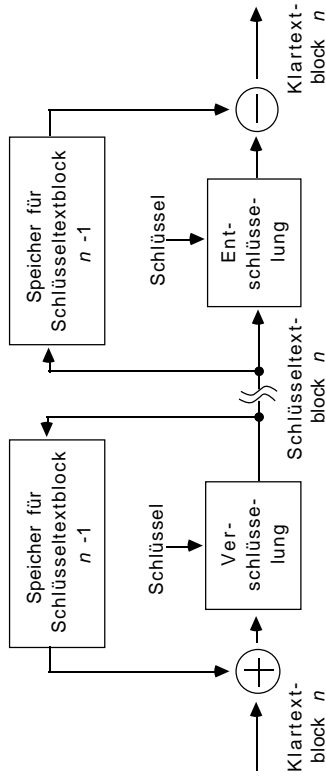 Speicher für
Schlüsseltextblock
n -1
Speicher für
Schlüsseltextblock
n -1
Schlüssel
Schlüssel
Ver-
schlüsse-
lung
Ent-
schlüsse-
lung
Klartext-
block n
Schlüsseltext-
block n
Klartext-
block n